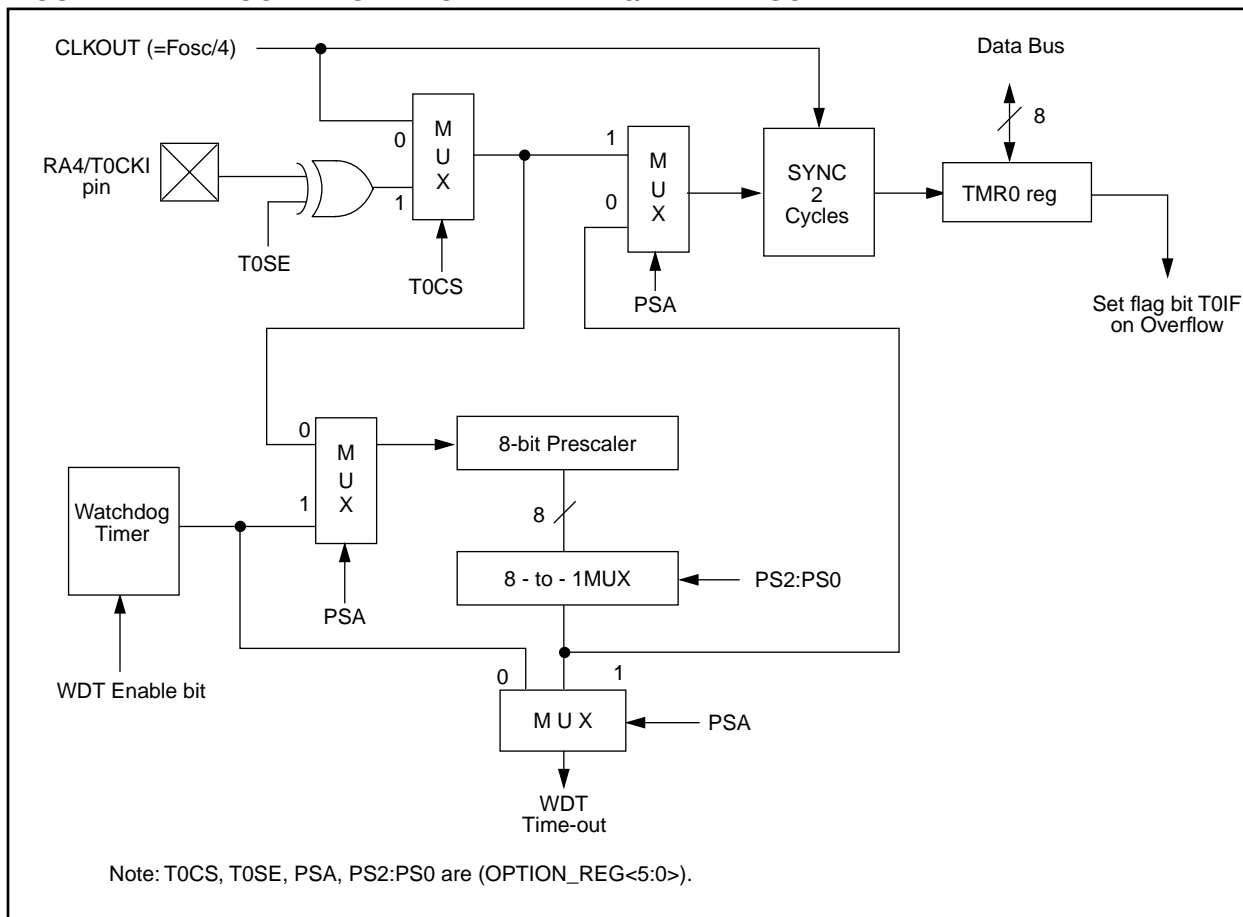 CLKOUT (=Fosc/4)
Data Bus
8
M
U
X
0
1
RA4/T0CKI
pin
T0SE
T0CS
1
0
M
U
X
PSA
SYNC
2
Cycles
TMR0 reg
Set flag bit T0IF
on Overflow
0
1
M
U
X
PSA
8-bit Prescaler
8
8 - to - 1MUX
PS2:PS0
Watchdog
Timer
WDT Enable bit
0
1
M U X
PSA
WDT
Time-out
Note: T0CS, T0SE, PSA, PS2:PS0 are (OPTION_REG<5:0>).